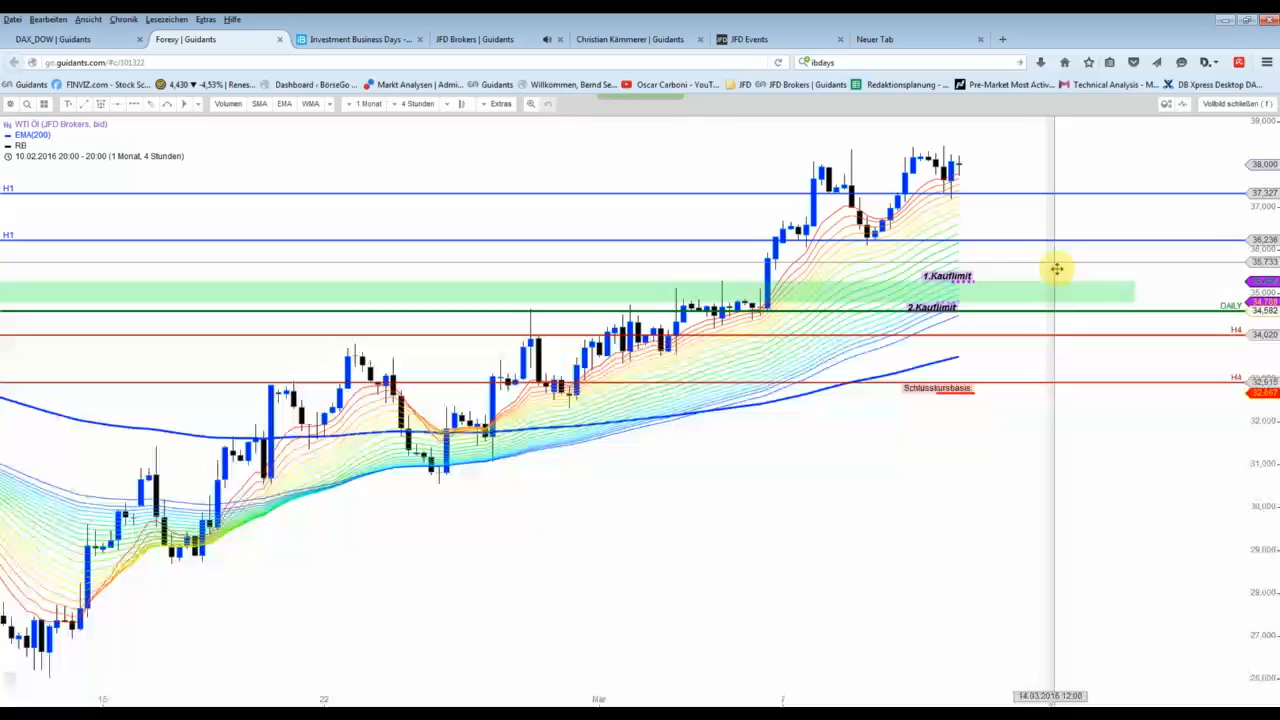 Datei Bearbeiten Ansicht Chronik Lesezeichen Extras Hilfe
DAX_DOW | Guidants × Forexy | Guidants × Investment Business Days -... × JFD Brokers | Guidants Christian Kämmerer | Guidants × JFD Events × Neuer Tab × +
go.guidants.com/#c/101322 ibdays
Guidants FINVIZ.com - Stock Sc... 4,430 ▾ -4,53% | Renes... Dashboard ‹ BörseGo ... Markt Analysen | Admi... Guidants Willkommen, Bernd Se... Oscar Carboni - YouT... JFD JFD Brokers | Guidants Redaktionsplanung - ... Pre-Market Most Activ... Technical Analysis - M... DB Xpress Desktop DA...
Volumen SMA EMA WMA 1 Monat 4 Stunden Extras Vollbild schließen ( f )
WTI Öl (JFD Brokers, bid)
EMA(200)
RB
10.02.2016 20:00 - 20:00 (1 Monat, 4 Stunden)
39,000
38,000
H1
37,327
37,000
H1
36,236
36,000
35,733
1.Kauflimit
35,000
2.Kauflimit
DAILY
34,582
H4
34,020
H4
32,915
Schlusskursbasis
32,667
32,000
31,000
30,000
29,000
28,000
27,000
26,000
15 22 Mär 7 14.03.2016 12:00